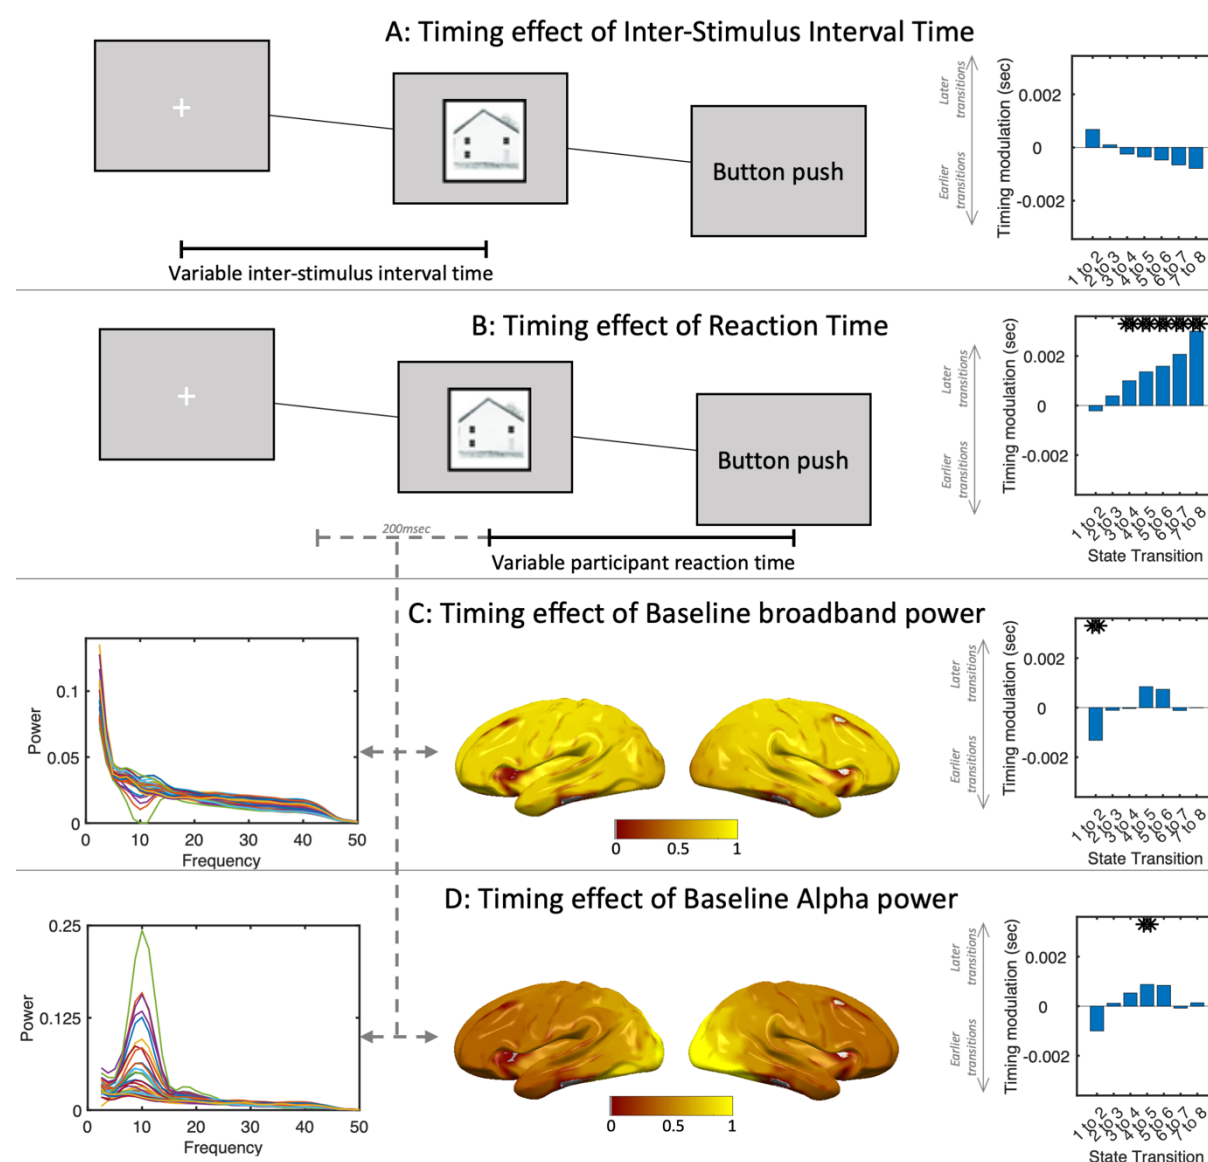 A: Timing effect of Inter-Stimulus Interval Time
Button push
Variable inter-stimulus interval time
Later transitions
Earlier transitions
Timing modulation (sec)
0.002
0
-0.002
1 to 2
2 to 3
3 to 4
4 to 5
5 to 6
6 to 7
7 to 8
B: Timing effect of Reaction Time
Button push
200msec
Variable participant reaction time
Later transitions
Earlier transitions
Timing modulation (sec)
0.002
0
-0.002
1 to 2
2 to 3
3 to 4
4 to 5
5 to 6
6 to 7
7 to 8
State Transition
C: Timing effect of Baseline broadband power
Power
0.1
0.05
0
0 10 20 30 40 50
Frequency
0 0.5 1
Later transitions
Earlier transitions
Timing modulation (sec)
0.002
0
-0.002
1 to 2
2 to 3
3 to 4
4 to 5
5 to 6
6 to 7
7 to 8
State Transition
D: Timing effect of Baseline Alpha power
Power
0.25
0.125
0
0 10 20 30 40 50
Frequency
0 0.5 1
Later transitions
Earlier transitions
Timing modulation (sec)
0.002
0
-0.002
1 to 2
2 to 3
3 to 4
4 to 5
5 to 6
6 to 7
7 to 8
State Transition